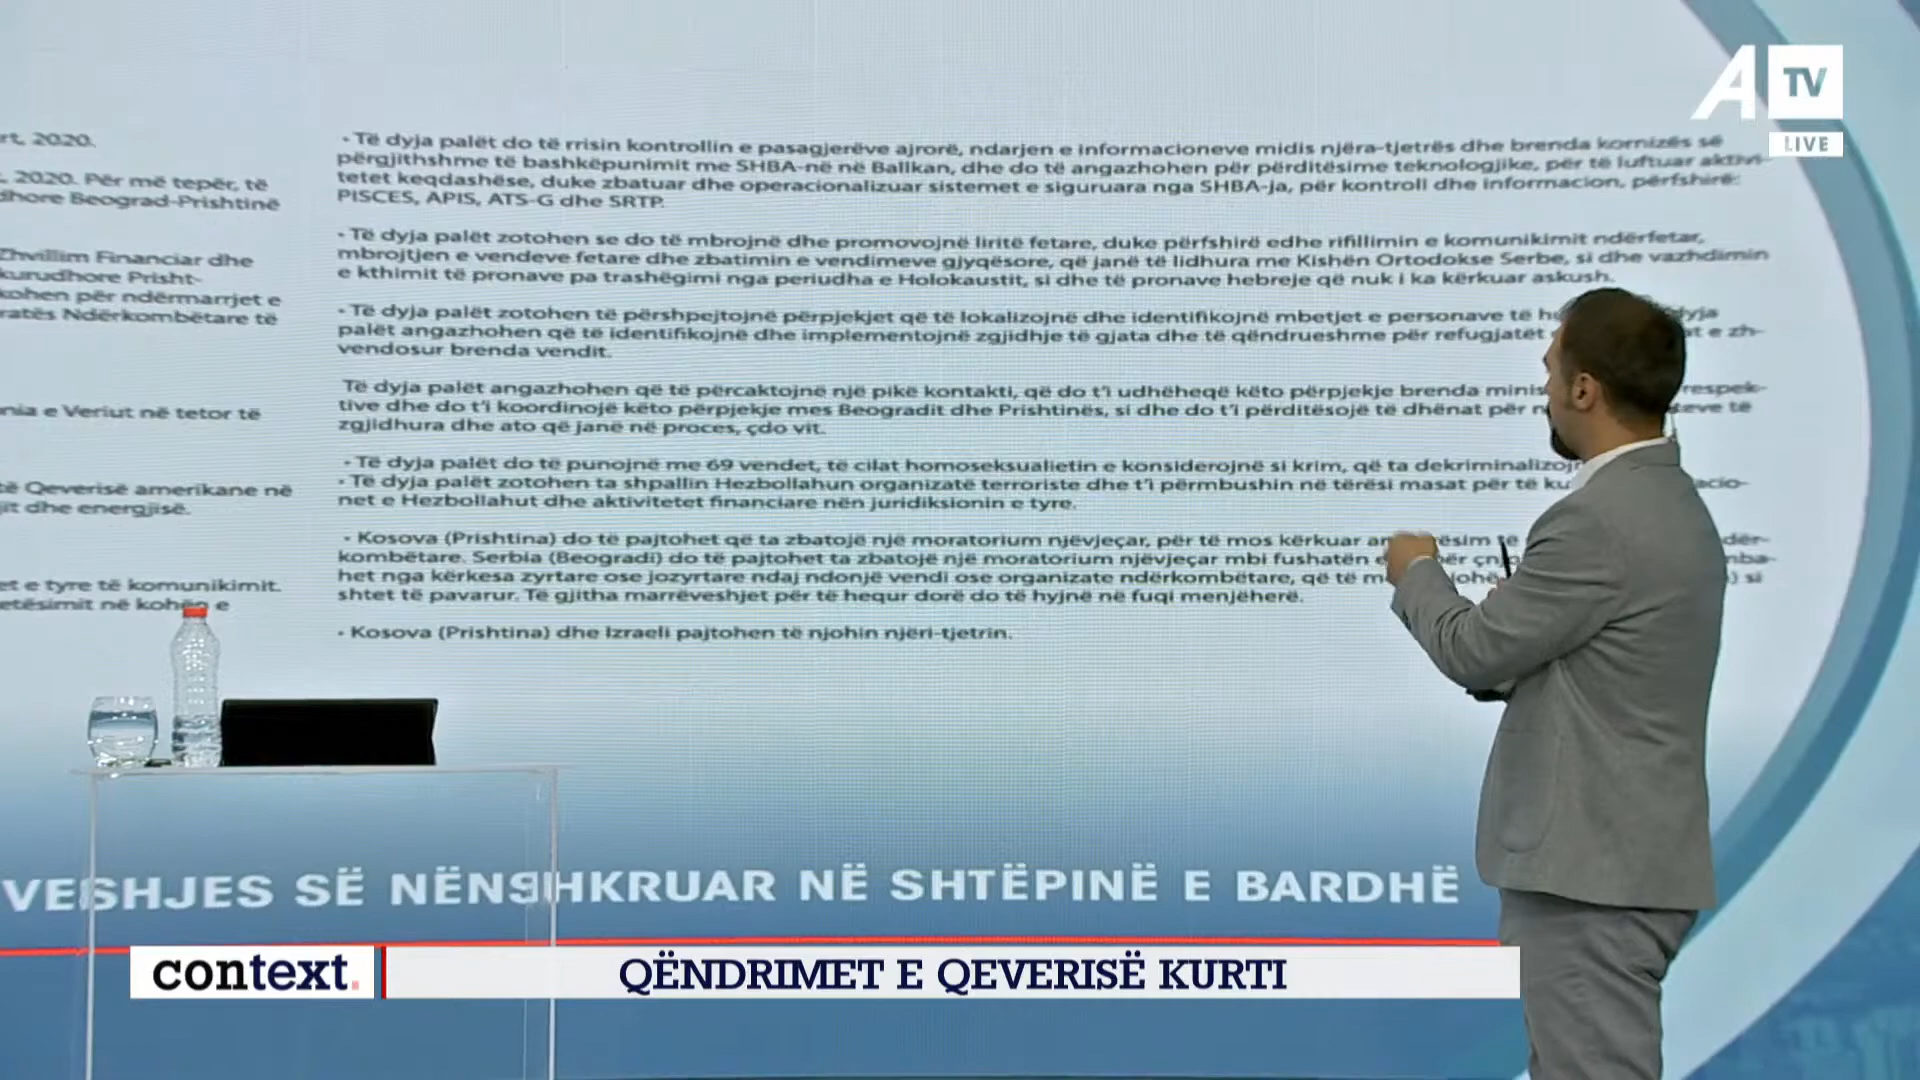 A TV
LIVE
rt, 2020.
, 2020. Për më tepër, të
dhore Beograd-Prishtinë
Zhvillim Financiar dhe
kurudhore Prisht-
kohen për ndërmarrjet e
ratës Ndërkombëtare të
nia e Veriut në tetor të
të Qeverisë amerikane në
jit dhe energjisë.
et e tyre të komunikimit.
etësimit në kohën e
- Të dyja palët do të rrisin kontrollin e pasagjerëve ajrorë, ndarjen e informacioneve midis njëra-tjetrës dhe brenda kornizës së
përgjithshme të bashkëpunimit me SHBA-në në Ballkan, dhe do të angazhohen për përditësime teknologjike, për të luftuar aktivi-
tetet keqdashëse, duke zbatuar dhe operacionalizuar sistemet e siguruara nga SHBA-ja, për kontroll dhe informacion, përfshirë:
PISCES, APIS, ATS-G dhe SRTP.
- Të dyja palët zotohen se do të mbrojnë dhe promovojnë liritë fetare, duke përfshirë edhe rifillimin e komunikimit ndërfetar,
mbrojtjen e vendeve fetare dhe zbatimin e vendimeve gjyqësore, që janë të lidhura me Kishën Ortodokse Serbe, si dhe vazhdimin
e kthimit të pronave pa trashëgimi nga periudha e Holokaustit, si dhe të pronave hebreje që nuk i ka kërkuar askush.
- Të dyja palët zotohen të përshpejtojnë përpjekjet që të lokalizojnë dhe identifikojnë mbetjet e personave të
palët angazhohen që të identifikojnë dhe implementojnë zgjidhje të gjata dhe të qëndrueshme për refugjatët e zh-
vendosur brenda vendit.
Të dyja palët angazhohen që të përcaktojnë një pikë kontakti, që do t'i udhëheqë këto përpjekje brenda respek-
tive dhe do t'i koordinojë këto përpjekje mes Beogradit dhe Prishtinës, si dhe do t'i përditësojë të dhënat për të
zgjidhura dhe ato që janë në proces, çdo vit.
- Të dyja palët do të punojnë me 69 vendet, të cilat homoseksualietin e konsiderojnë si krim, që ta
- Të dyja palët zotohen ta shpallin Hezbollahun organizatë terroriste dhe t'i përmbushin në tërësi masat për të
net e Hezbollahut dhe aktivitetet financiare nën juridiksionin e tyre.
- Kosova (Prishtina) do të pajtohet që ta zbatojë një moratorium njëvjeçar, për të mos kërkuar
kombëtare. Serbia (Beogradi) do të pajtohet ta zbatojë një moratorium njëvjeçar mbi fushatën
het nga kërkesa zyrtare ose jozyrtare ndaj ndonjë vendi ose organizate ndërkombëtare, që të si
shtet të pavarur. Të gjitha marrëveshjet për të hequr dorë do të hyjnë në fuqi menjëherë.
- Kosova (Prishtina) dhe Izraeli pajtohen të njohin njëri-tjetrin.
VESHJES SË NËNSHKRUAR NË SHTËPINË E BARDHË
context.
QËNDRIMET E QEVERISË KURTI